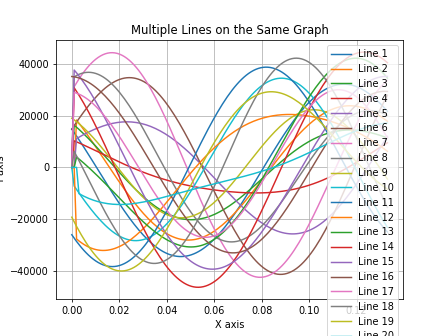 Multiple Lines on the Same Graph
40000
20000
0
−20000
−40000
0.00
0.02
0.04
0.06
0.08
0.10
X axis
Line 1
Line 2
Line 3
Line 4
Line 5
Line 6
Line 7
Line 8
Line 9
Line 10
Line 11
Line 12
Line 13
Line 14
Line 15
Line 16
Line 17
Line 18
Line 19
Line 20